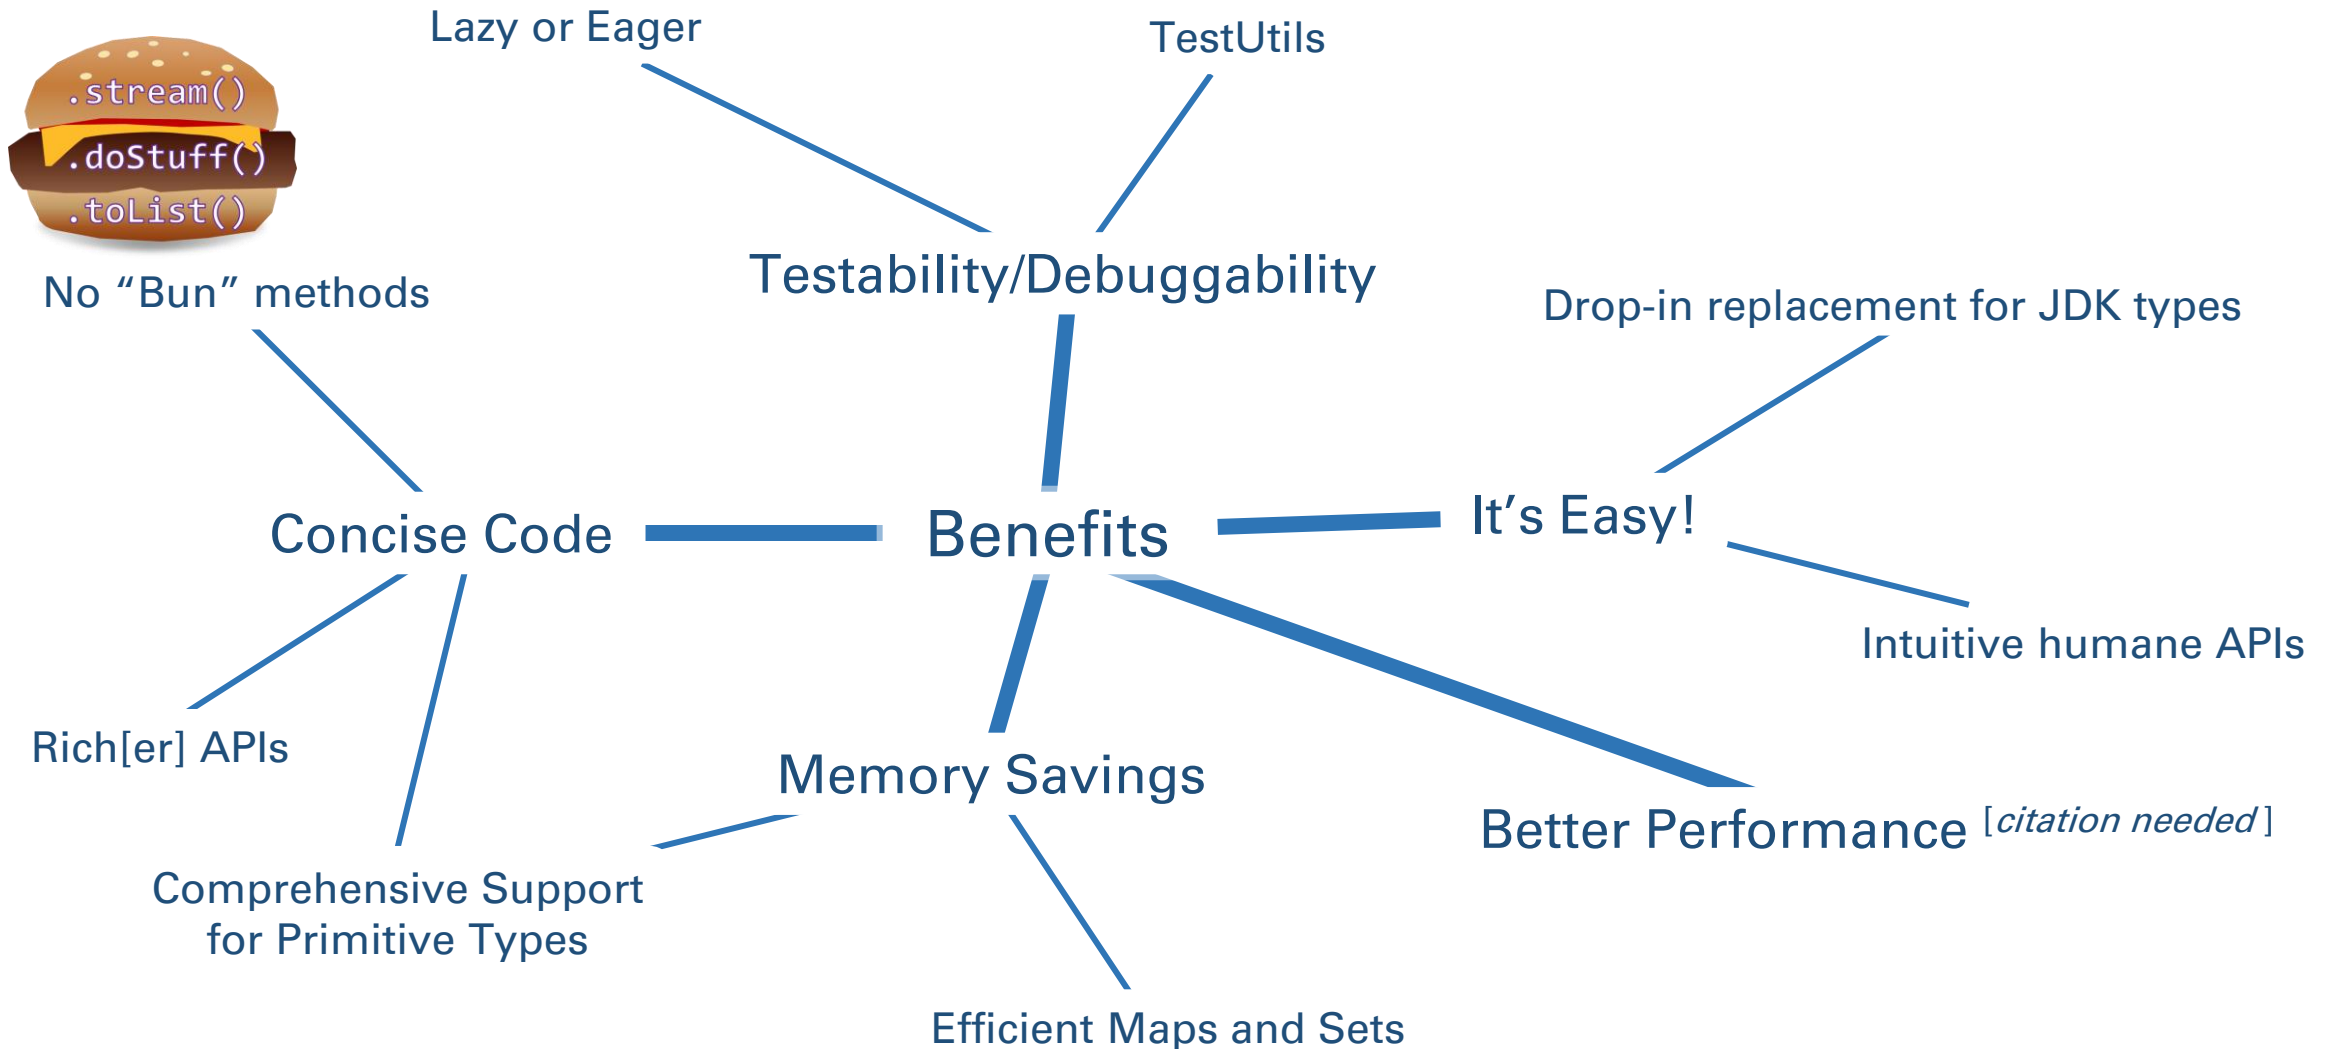 Lazy or Eager
TestUtils
.stream()
.doStuff()
.toList()
No “Bun” methods
Testability/Debuggability
Drop-in replacement for JDK types
Concise Code
Benefits
It’s Easy!
Intuitive humane APIs
Rich[er] APIs
Memory Savings
Better Performance [citation needed]
Comprehensive Support
for Primitive Types
Efficient Maps and Sets